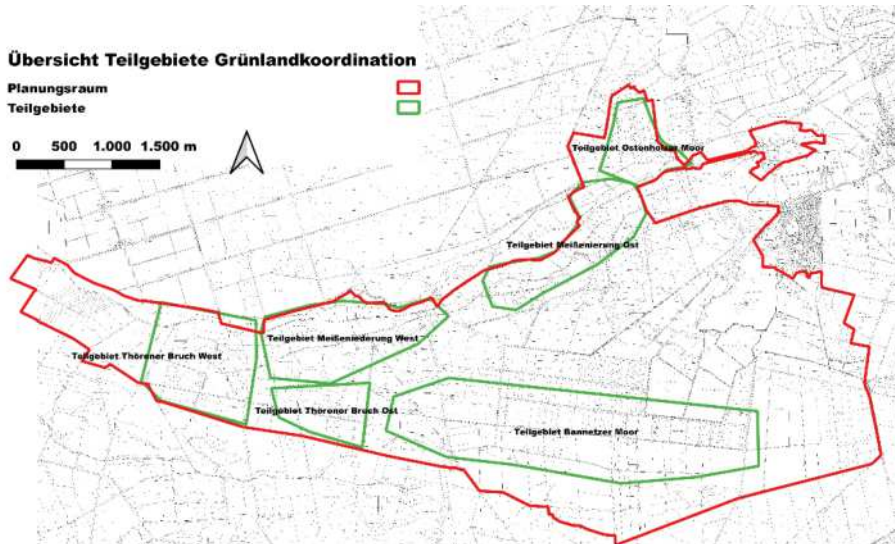 Übersicht Teilgebiete Grünlandkoordination
Planungsraum
Teilgebiete
0 500 1.000 1.500 m
Teilgebiet Ostenholzer Moor
Teilgebiet Meißenierung Ost
Teilgebiet Meißeniederung West
Teilgebiet Thörener Bruch West
Teilgebiet Thörener Bruch Ost
Teilgebiet Bannetzer Moor